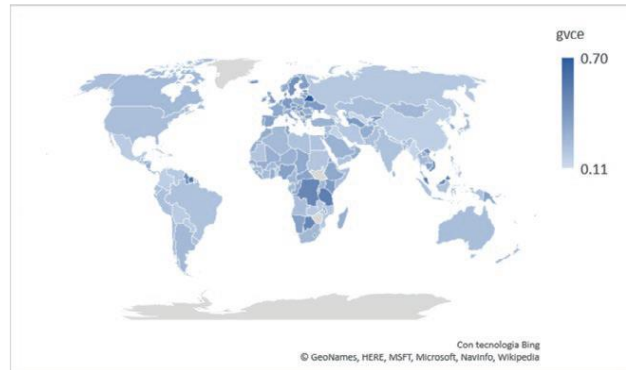 gvce
0.70
0.11
Con tecnologia Bing
© GeoNames, HERE, MSFT, Microsoft, NavInfo, Wikipedia